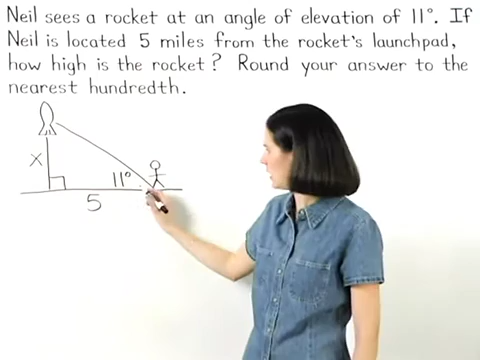 Neil sees a rocket at an angle of elevation of 11°. If
Neil is located 5 miles from the rocket's launchpad,
how high is the rocket? Round your answer to the
nearest hundredth.
x
11°
5